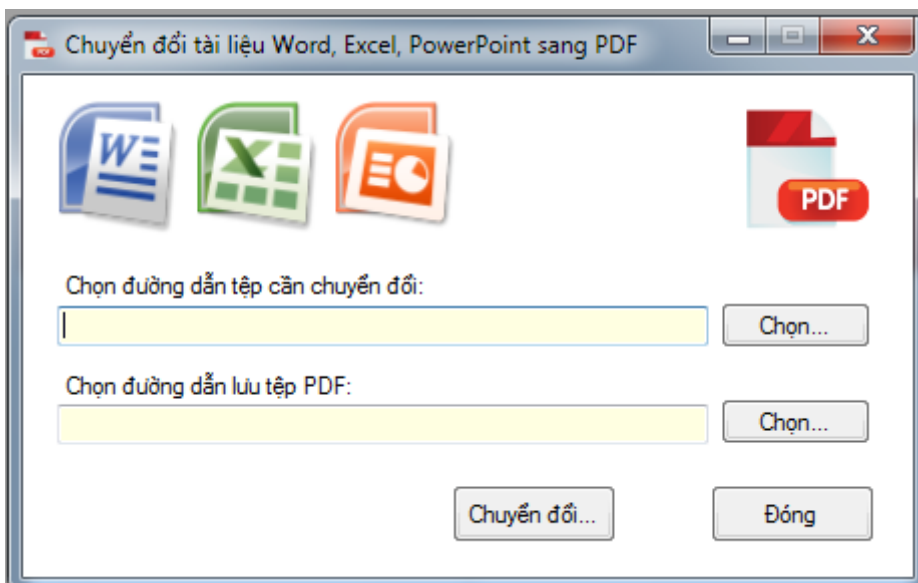 Chuyển đổi tài liệu Word, Excel, PowerPoint sang PDF
W
X
PDF
Chọn đường dẫn tệp cần chuyển đổi:
Chọn...
Chọn đường dẫn lưu tệp PDF:
Chọn...
Chuyển đổi...
Đóng